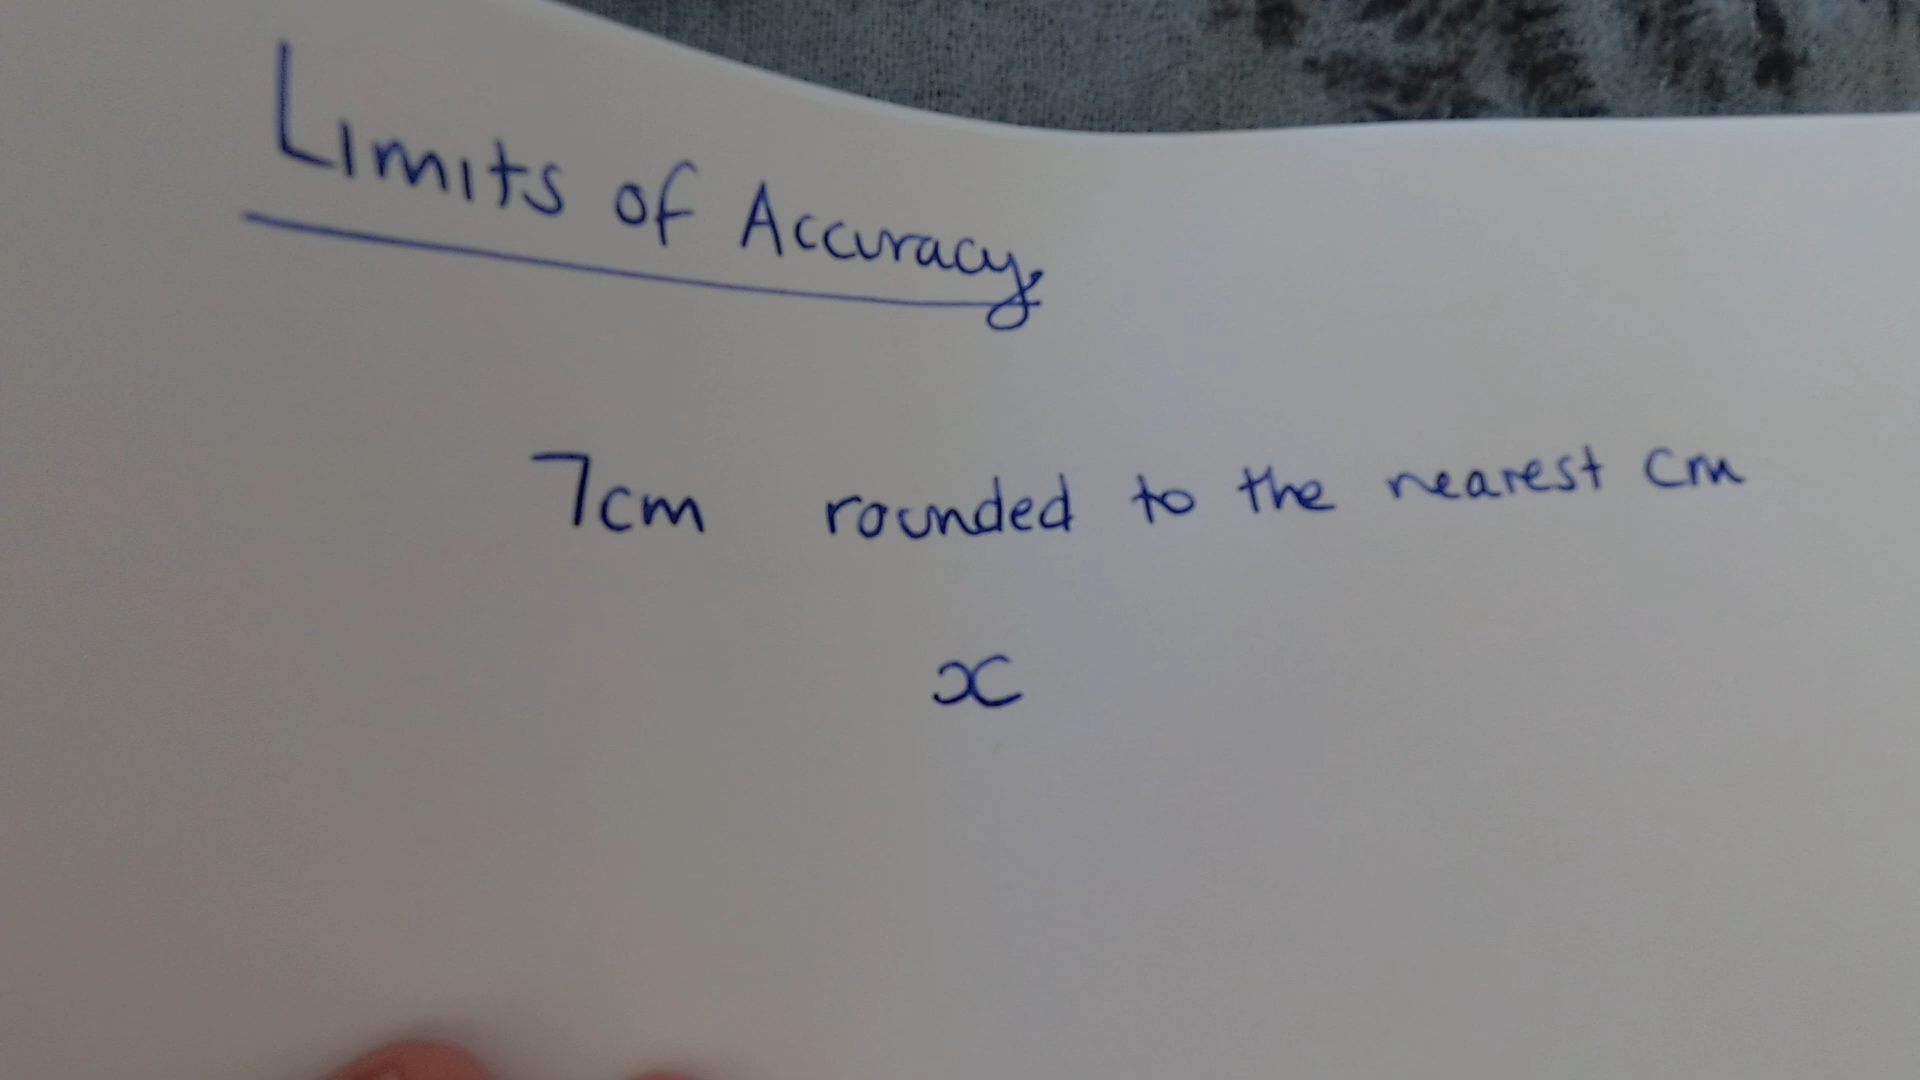 Limits of Accuracy
7cm rounded to the nearest cm
x